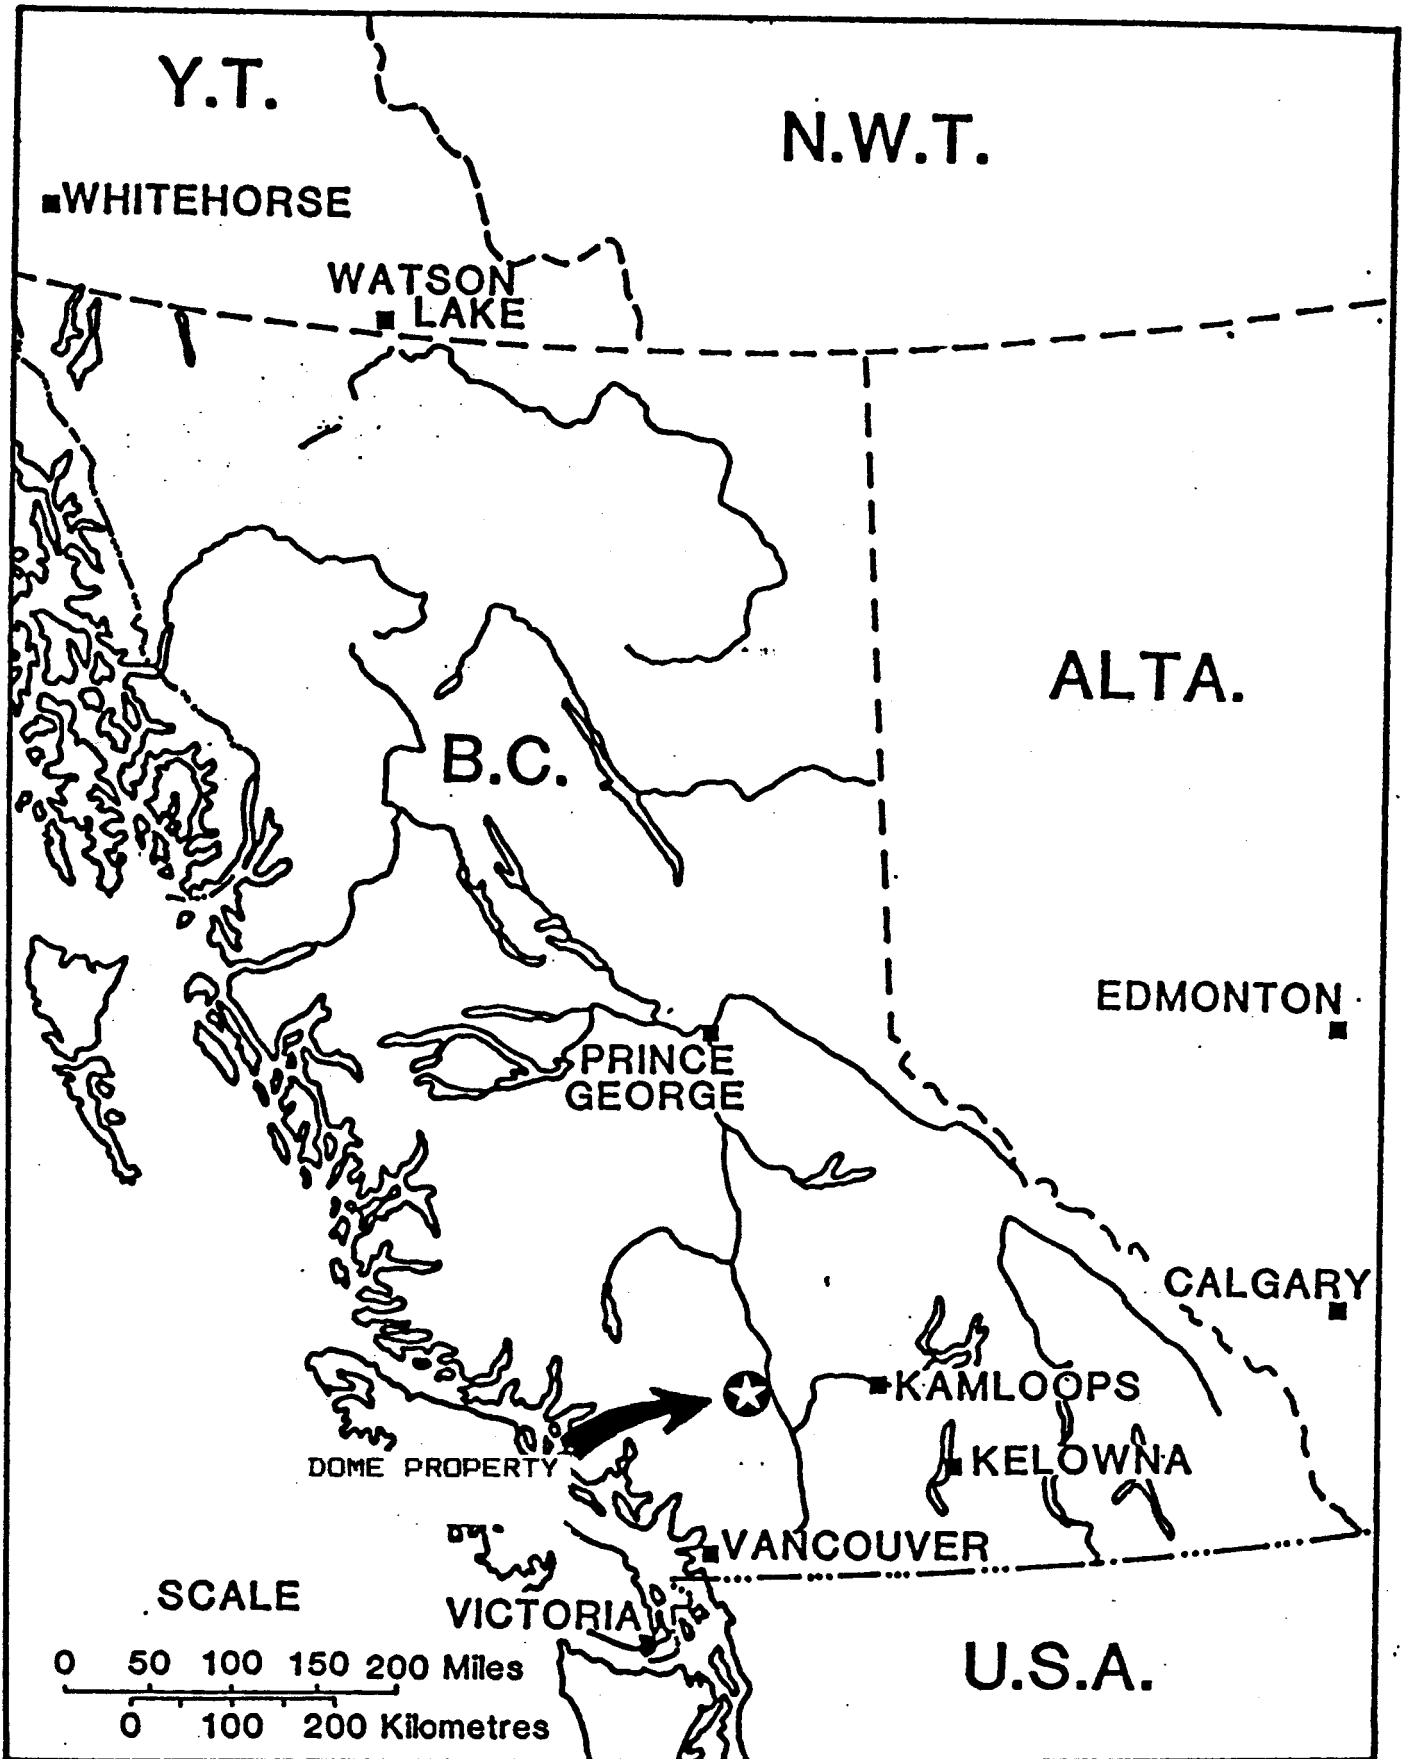 Y.T.
N.W.T.
WHITEHORSE
WATSON
LAKE
ALTA.
B.C.
EDMONTON
PRINCE
GEORGE
CALGARY
KAMLOOPS
DOME PROPERTY
KELOWNA
VANCOUVER
SCALE
VICTORIA
0 50 100 150 200 Miles
U.S.A.
0 100 200 Kilometres